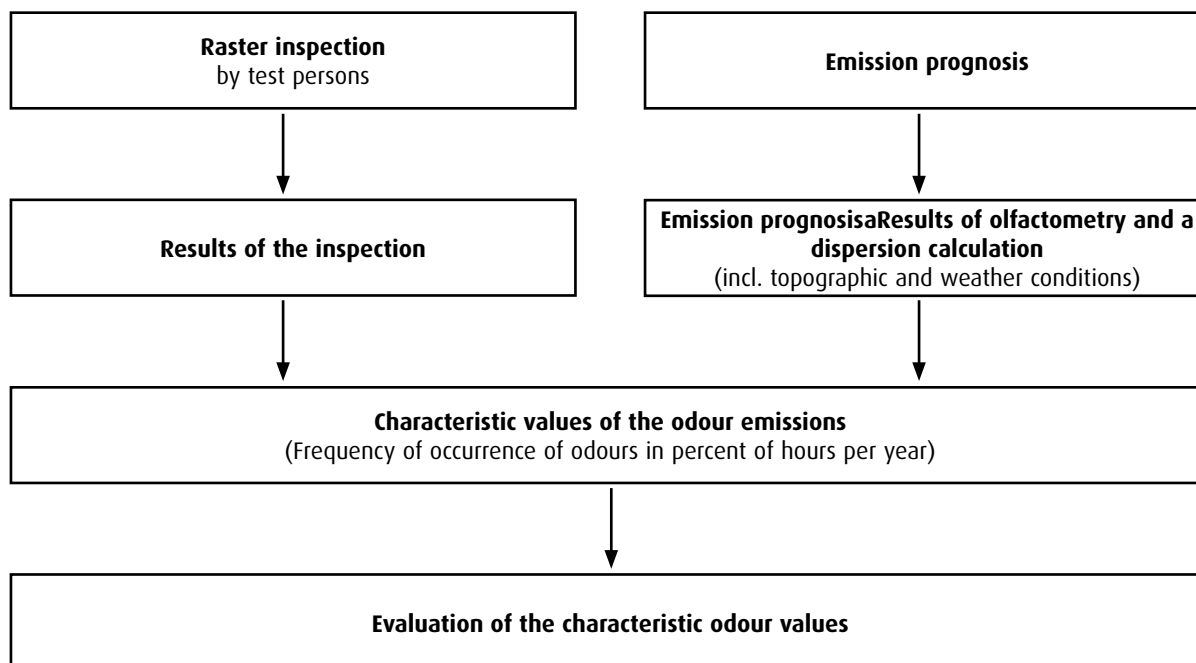 Raster inspection
by test persons
Emission prognosis
Results of the inspection
Emission prognosisaResults of olfactometry and a
dispersion calculation
(incl. topographic and weather conditions)
Characteristic values of the odour emissions
(Frequency of occurrence of odours in percent of hours per year)
Evaluation of the characteristic odour values